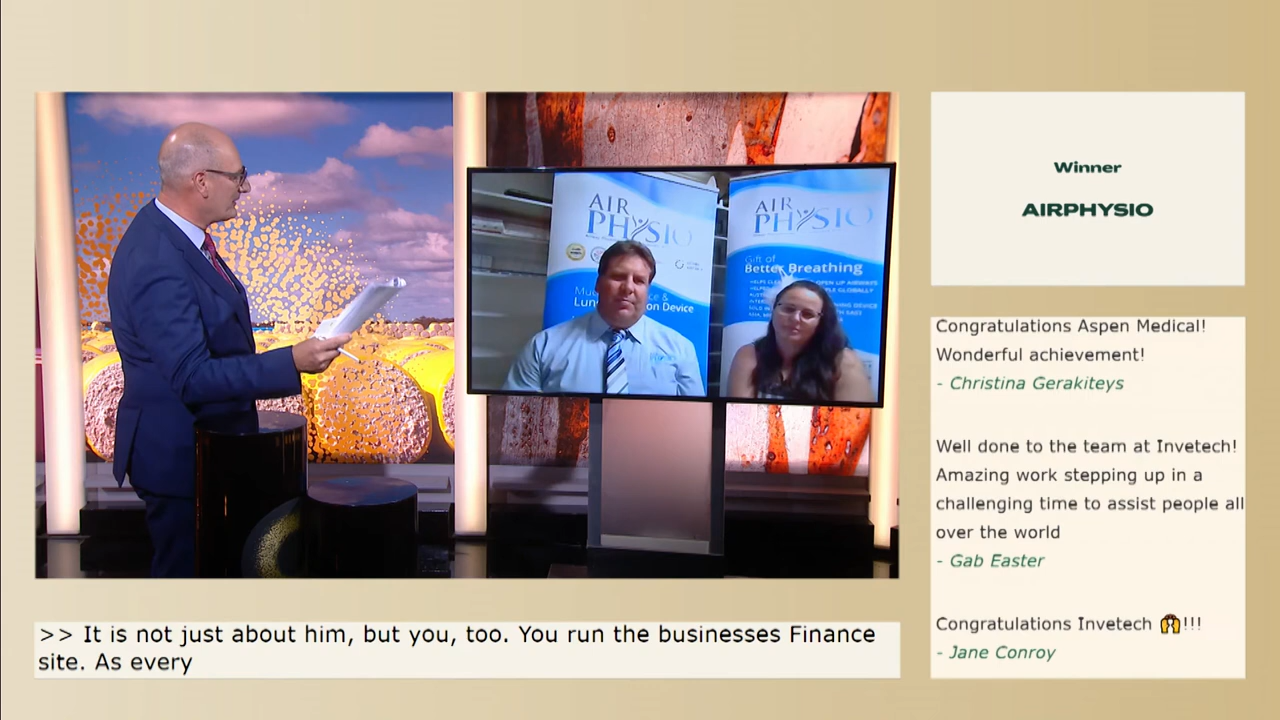 AIR
PHYSIO
Lung
on Device
AIR
PHYSIO
Gift of
Better Breathing
Winner
AIRPHYSIO
Congratulations Aspen Medical!
Wonderful achievement!
- Christina Gerakiteys
Well done to the team at Invetech!
Amazing work stepping up in a
challenging time to assist people all
over the world
- Gab Easter
Congratulations Invetech 🙌!!!
- Jane Conroy
>> It is not just about him, but you, too. You run the businesses Finance
site. As every